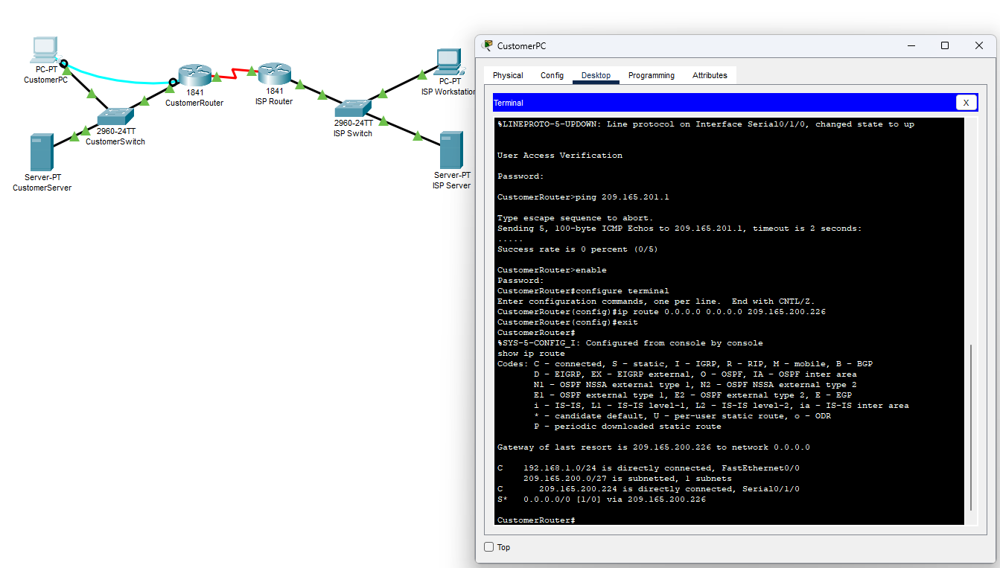 PC-PT
CustomerPC
1841
CustomerRouter
1841
ISP Router
PC-PT
ISP Workstation
2960-24TT
CustomerSwitch
2960-24TT
ISP Switch
Server-PT
CustomerServer
Server-PT
ISP Server
CustomerPC
Physical Config Desktop Programming Attributes
Terminal
X
%LINEPROTO-5-UPDOWN: Line protocol on Interface Serial0/1/0, changed state to up
User Access Verification
Password:
CustomerRouter>ping 209.165.201.1
Type escape sequence to abort.
Sending 5, 100-byte ICMP Echos to 209.165.201.1, timeout is 2 seconds:
.....
Success rate is 0 percent (0/5)
CustomerRouter>enable
Password:
CustomerRouter#configure terminal
Enter configuration commands, one per line.  End with CNTL/Z.
CustomerRouter(config)#ip route 0.0.0.0 0.0.0.0 209.165.200.226
CustomerRouter(config)#exit
CustomerRouter#
%SYS-5-CONFIG_I: Configured from console by console
show ip route
Codes: C - connected, S - static, I - IGRP, R - RIP, M - mobile, B - BGP
D - EIGRP, EX - EIGRP external, O - OSPF, IA - OSPF inter area
N1 - OSPF NSSA external type 1, N2 - OSPF NSSA external type 2
E1 - OSPF external type 1, E2 - OSPF external type 2, E - EGP
i - IS-IS, L1 - IS-IS level-1, L2 - IS-IS level-2, ia - IS-IS inter area
* - candidate default, U - per-user static route, o - ODR
P - periodic downloaded static route
Gateway of last resort is 209.165.200.226 to network 0.0.0.0
C    192.168.1.0/24 is directly connected, FastEthernet0/0
209.165.200.0/27 is subnetted, 1 subnets
C       209.165.200.224 is directly connected, Serial0/1/0
S*   0.0.0.0/0 [1/0] via 209.165.200.226
CustomerRouter#
Top